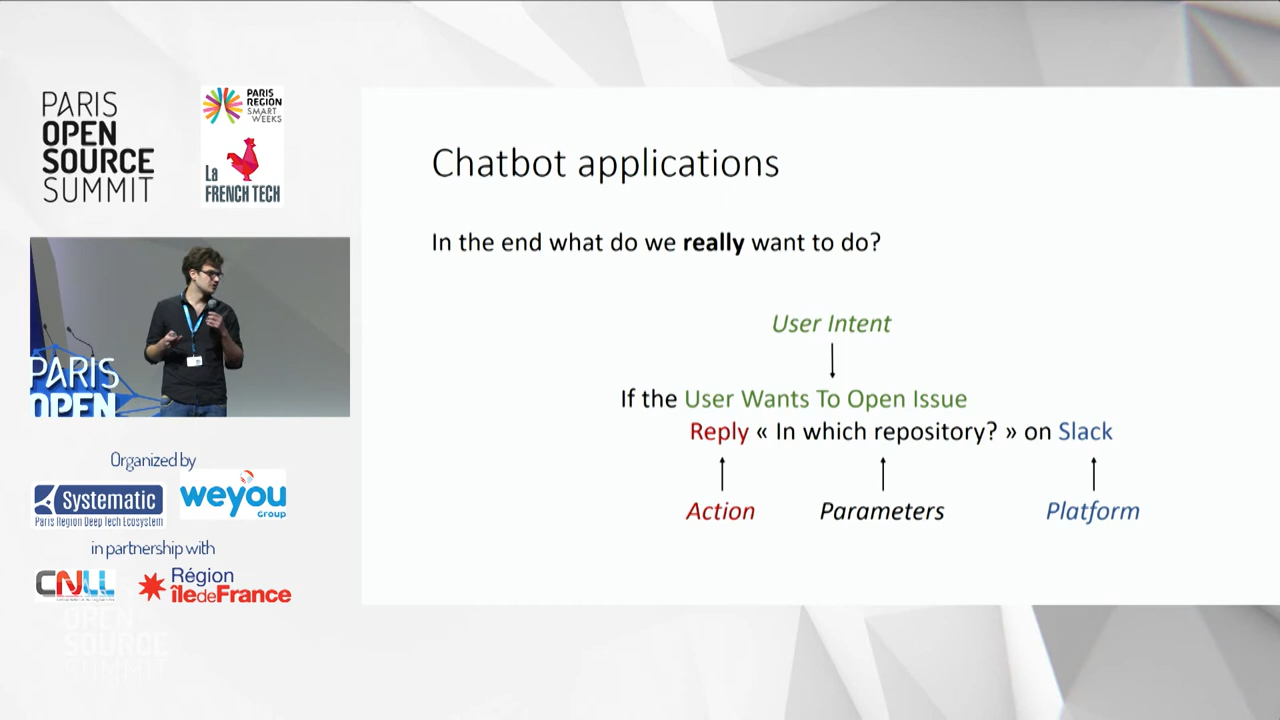 PARIS
OPEN
SOURCE
SUMMIT
PARIS
REGION
SMART
WEEKS
La
FRENCH TECH
Chatbot applications
In the end what do we really want to do?
User Intent
If the User Wants To Open Issue
Reply « In which repository? » on Slack
Action Parameters Platform
PARIS
OPEN
Organized by
Systematic
Paris Region Deep Tech Ecosystem
weyou
GROUP
in partnership with
CNLL
Région
îledeFrance
OPEN
SOURCE
SUMMIT